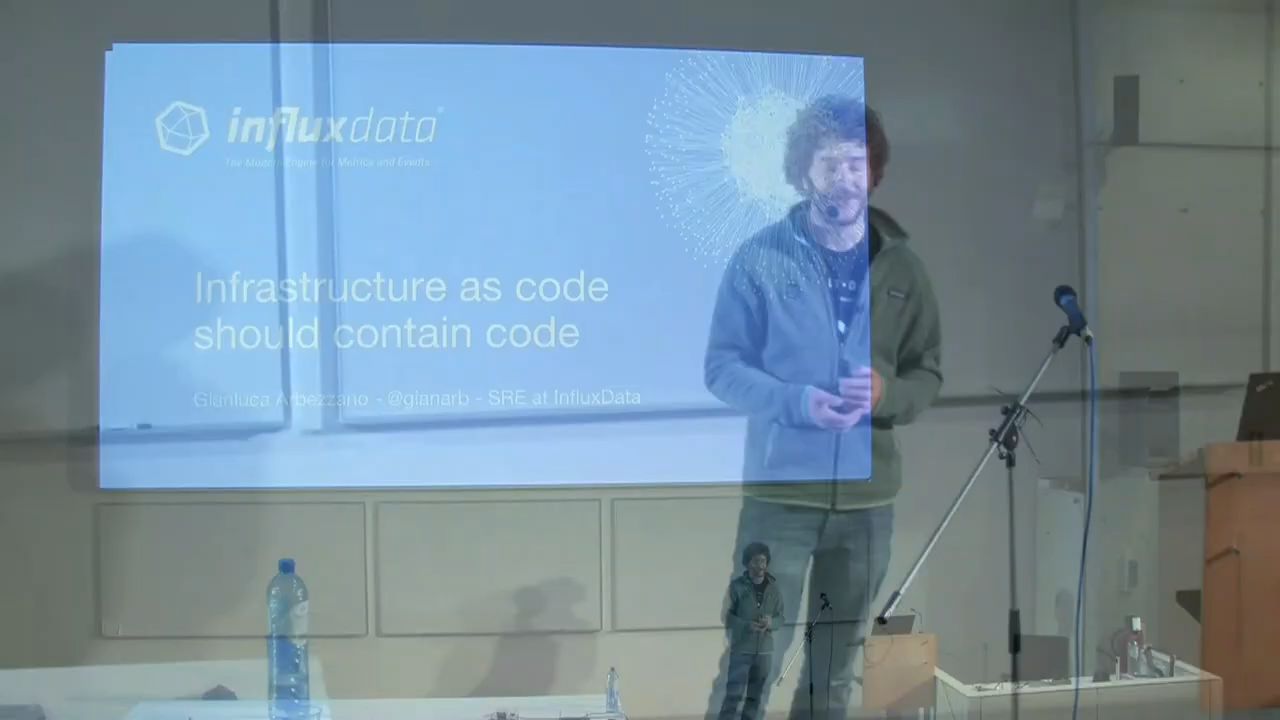 influxdata
The Modern Engine for Metrics and Events
Infrastructure as code
should contain code
Gianluca Arbezzano - @gianarb - SRE at InfluxData